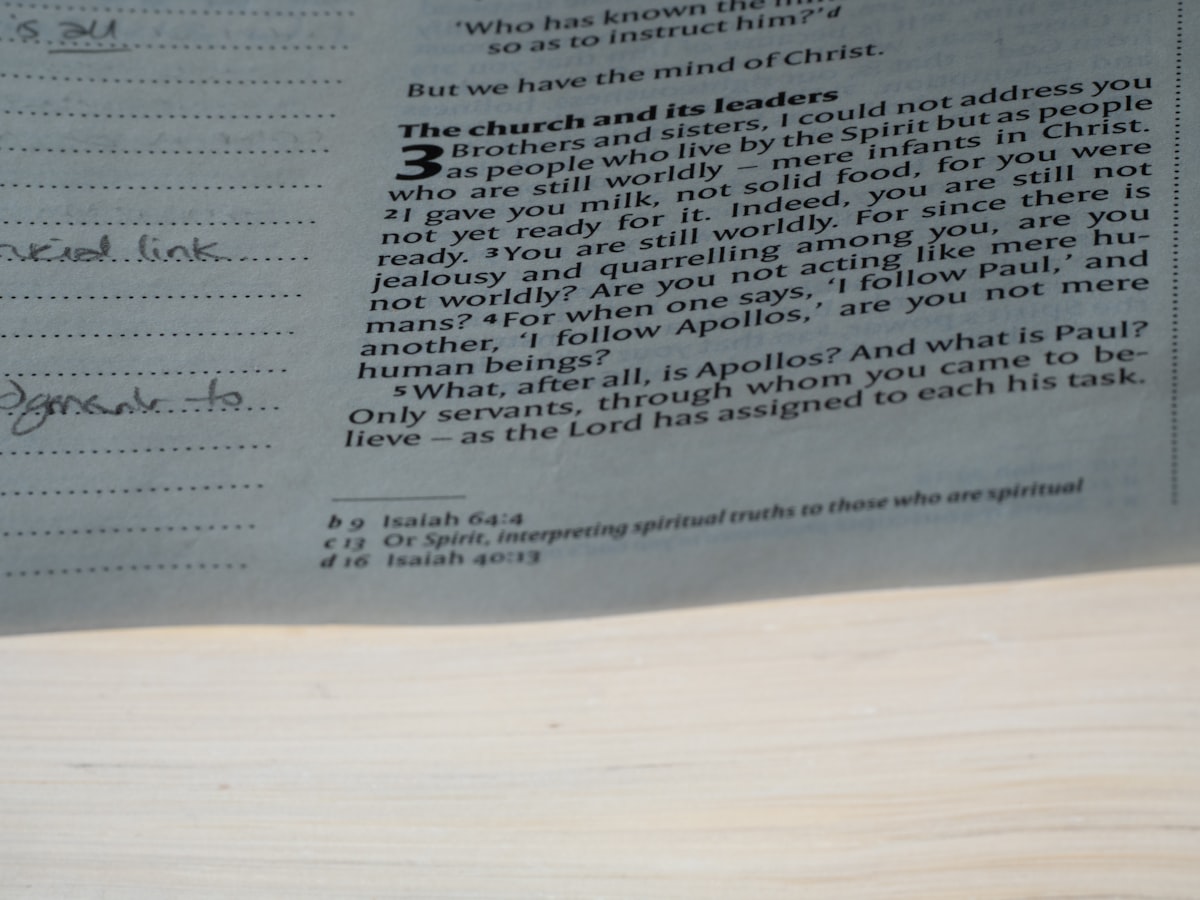 is all
crucial link
to
'Who has known the
so as to instruct him?'d
But we have the mind of Christ.
The church and its leaders
3 Brothers and sisters, I could not address you
as people who live by the Spirit but as people
who are still worldly – mere infants in Christ.
2 I gave you milk, not solid food, for you were
not yet ready for it. Indeed, you are still not
ready. 3 You are still worldly. For since there is
jealousy and quarrelling among you, are you
not worldly? Are you not acting like mere hu-
mans? 4 For when one says, 'I follow Paul,' and
another, 'I follow Apollos,' are you not mere
human beings?
5 What, after all, is Apollos? And what is Paul?
Only servants, through whom you came to be-
lieve – as the Lord has assigned to each his task.
b 9 Isaiah 64:4
c 13 Or Spirit, interpreting spiritual truths to those who are spiritual
d 16 Isaiah 40:13